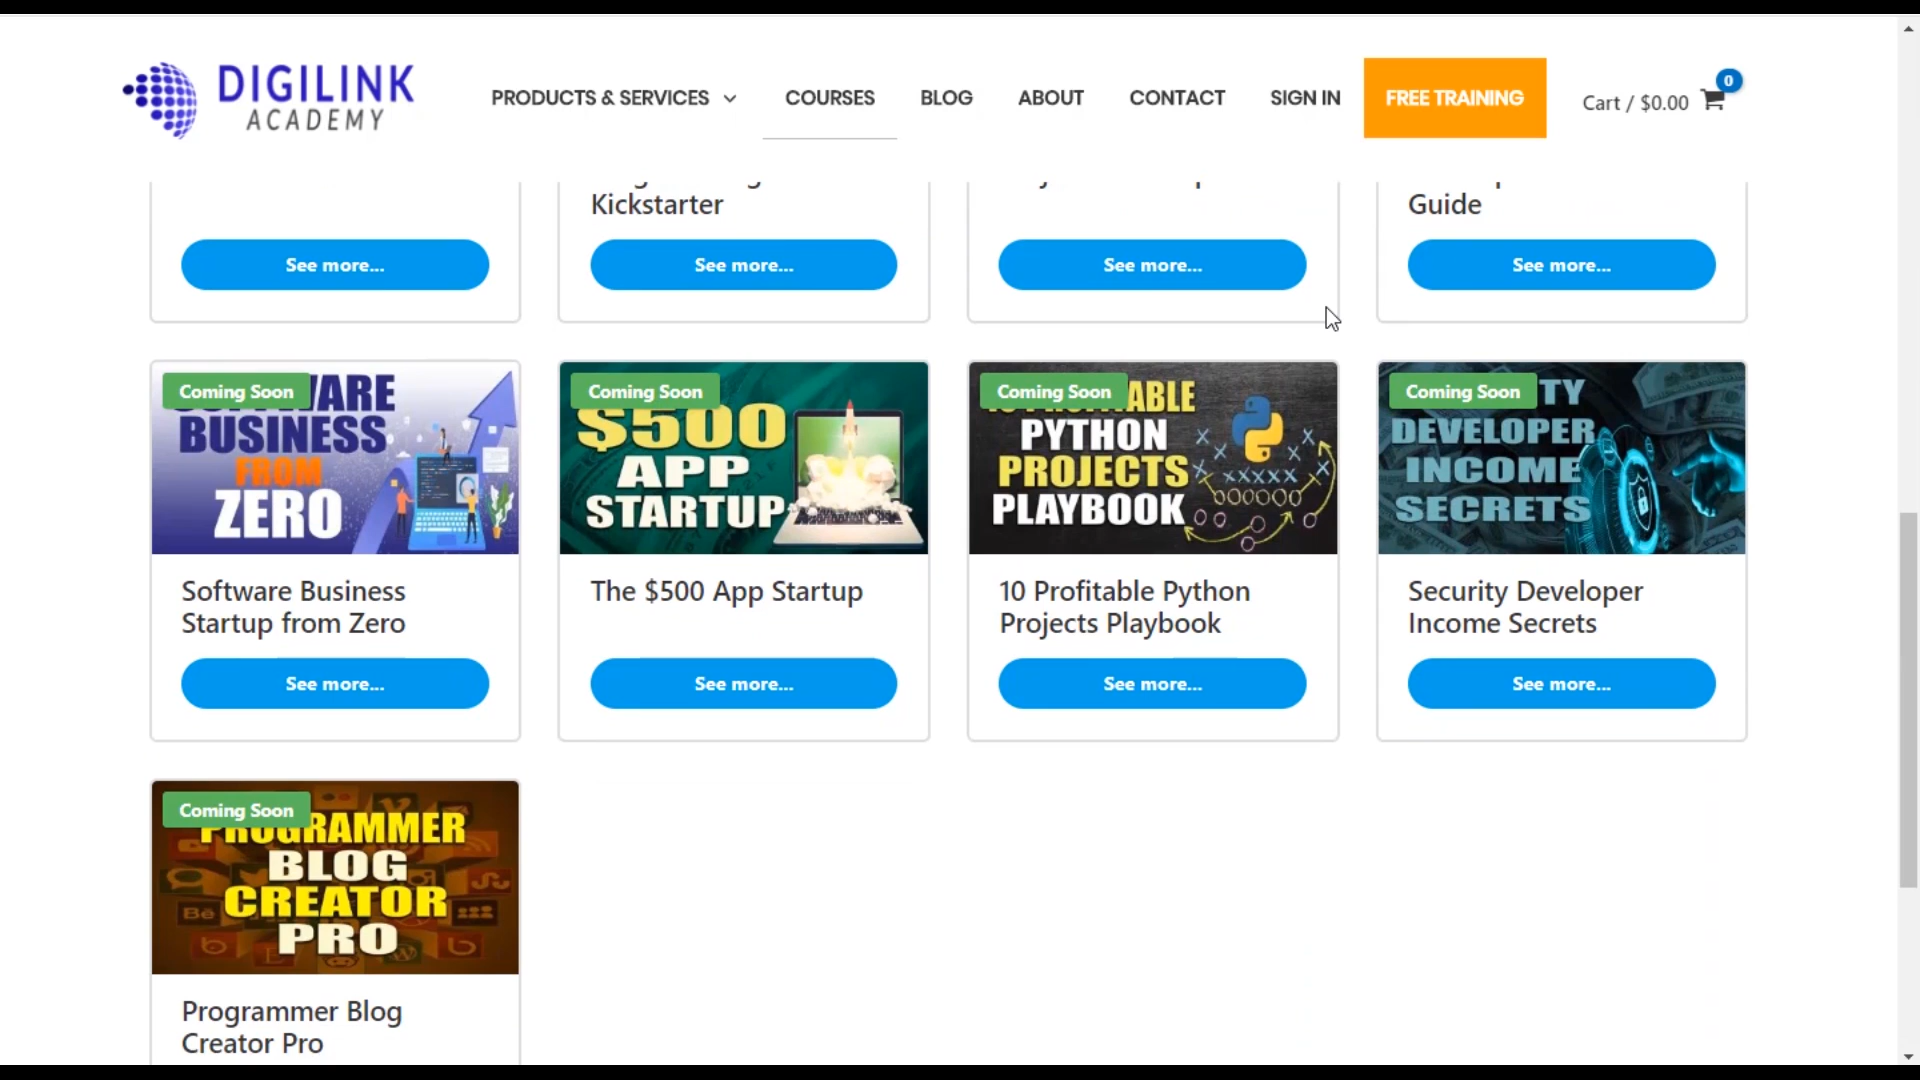 DIGILINK
ACADEMY
PRODUCTS & SERVICES
COURSES
BLOG
ABOUT
CONTACT
SIGN IN
FREE TRAINING
Cart / $0.00
0
Kickstarter
Guide
See more...
See more...
See more...
See more...
Coming Soon
BUSINESS
FROM
ZERO
Software Business
Startup from Zero
See more...
Coming Soon
$500
APP
STARTUP
The $500 App Startup
See more...
Coming Soon
PYTHON
PROJECTS
PLAYBOOK
10 Profitable Python
Projects Playbook
See more...
Coming Soon
DEVELOPER
INCOME
SECRETS
Security Developer
Income Secrets
See more...
Coming Soon
PROGRAMMER
BLOG
CREATOR
PRO
Programmer Blog
Creator Pro